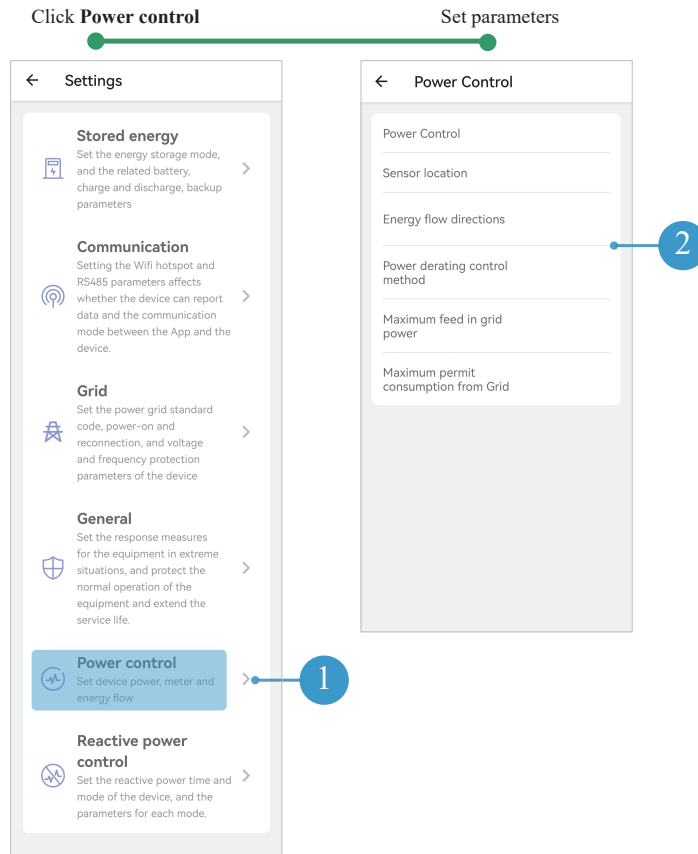 Click Power control
Set parameters
Settings
Stored energy
Set the energy storage mode,
and the related battery,
charge and discharge, backup
parameters
Communication
Setting the Wifi hotspot and
RS485 parameters affects
whether the device can report
data and the communication
mode between the App and the
device.
Grid
Set the power grid standard
code, power-on and
reconnection, and voltage
and frequency protection
parameters of the device
General
Set the response measures
for the equipment in extreme
situations, and protect the
normal operation of the
equipment and extend the
service life.
Power control
Set device power, meter and
energy flow
1
Reactive power
control
Set the reactive power time and
mode of the device, and the
parameters for each mode.
Power Control
Power Control
Sensor location
Energy flow directions
2
Power derating control
method
Maximum feed in grid
power
Maximum permit
consumption from Grid